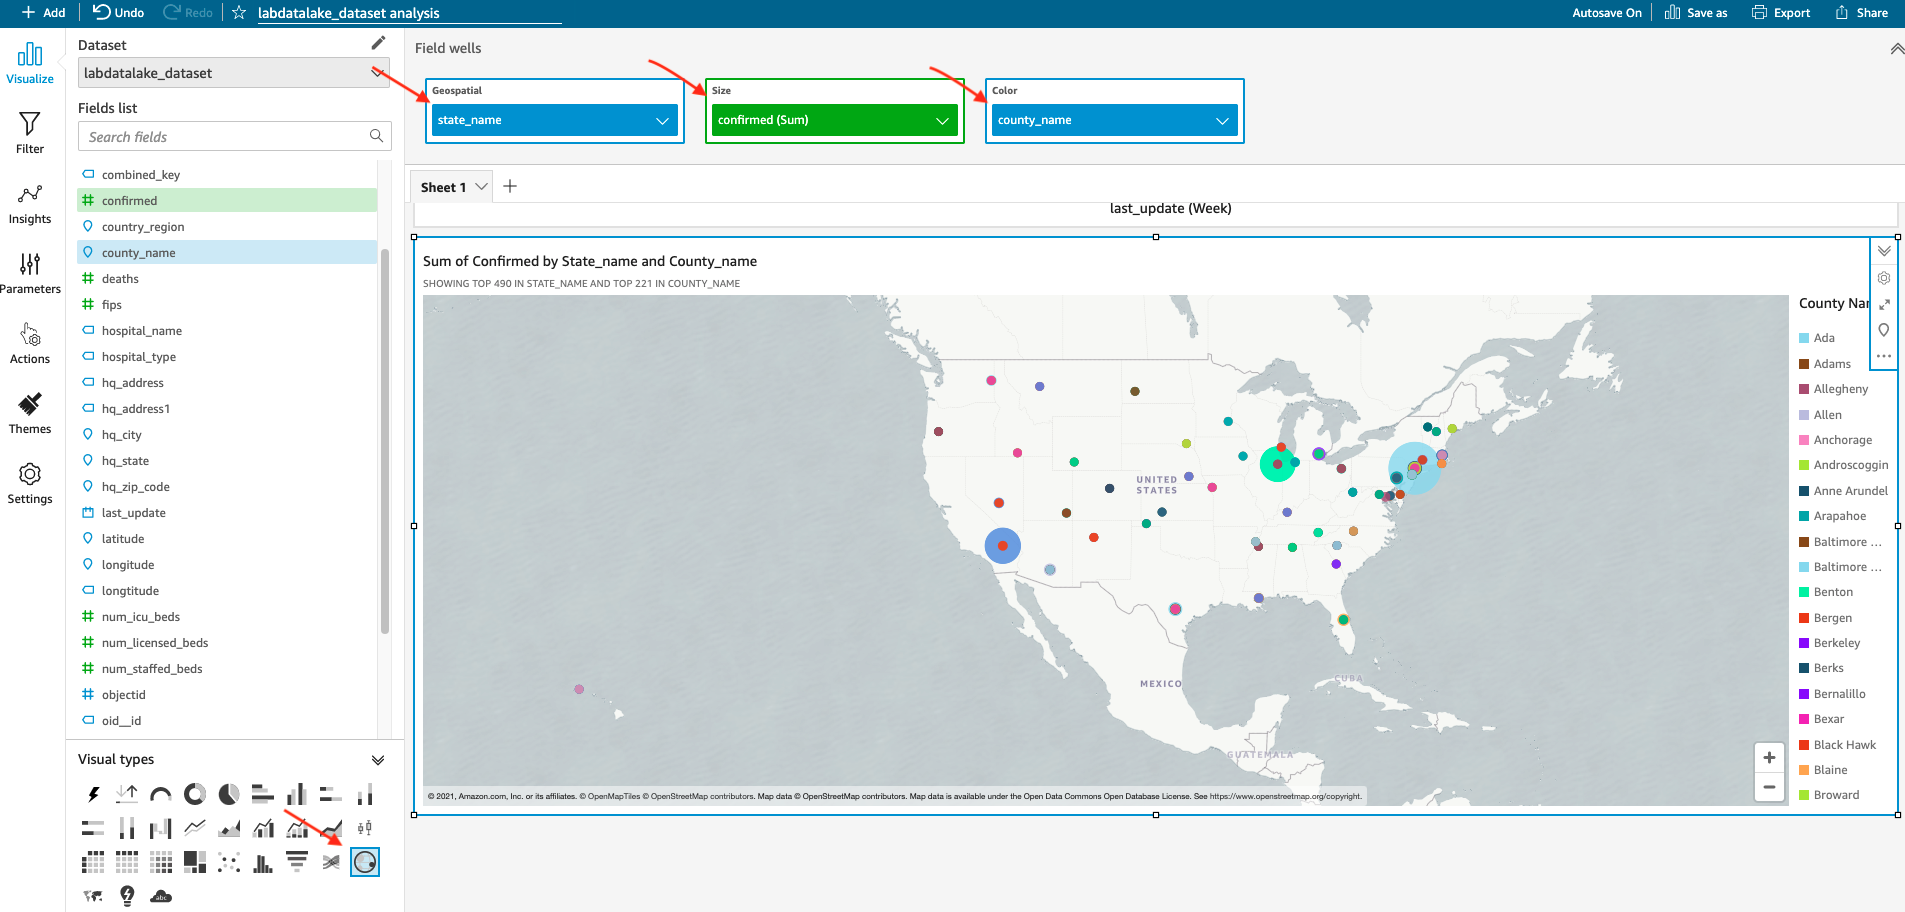 Add
Undo
Redo
labdatalake_dataset analysis
Autosave On
Save as
Export
Share
Visualize
Filter
Insights
Parameters
Actions
Themes
Settings
Dataset
labdatalake_dataset
Fields list
Search fields
combined_key
confirmed
country_region
county_name
deaths
fips
hospital_name
hospital_type
hq_address
hq_address1
hq_city
hq_state
hq_zip_code
last_update
latitude
longitude
longtitude
num_icu_beds
num_licensed_beds
num_staffed_beds
objectid
oid__id
Visual types
abc
Field wells
Geospatial
state_name
Size
confirmed (Sum)
Color
county_name
Sheet 1
last_update (Week)
Sum of Confirmed by State_name and County_name
SHOWING TOP 490 IN STATE_NAME AND TOP 221 IN COUNTY_NAME
UNITED
STATES
MEXICO
CUBA
GUATEMALA
© 2021, Amazon.com, Inc. or its affiliates. © OpenMapTiles © OpenStreetMap contributors. Map data © OpenStreetMap contributors. Map data is available under the Open Data Commons Open Database License. See https://www.openstreetmap.org/copyright.
County Nar
Ada
Adams
Allegheny
Allen
Anchorage
Androscoggin
Anne Arundel
Arapahoe
Baltimore ...
Baltimore ...
Benton
Bergen
Berkeley
Berks
Bernalillo
Bexar
Black Hawk
Blaine
Broward